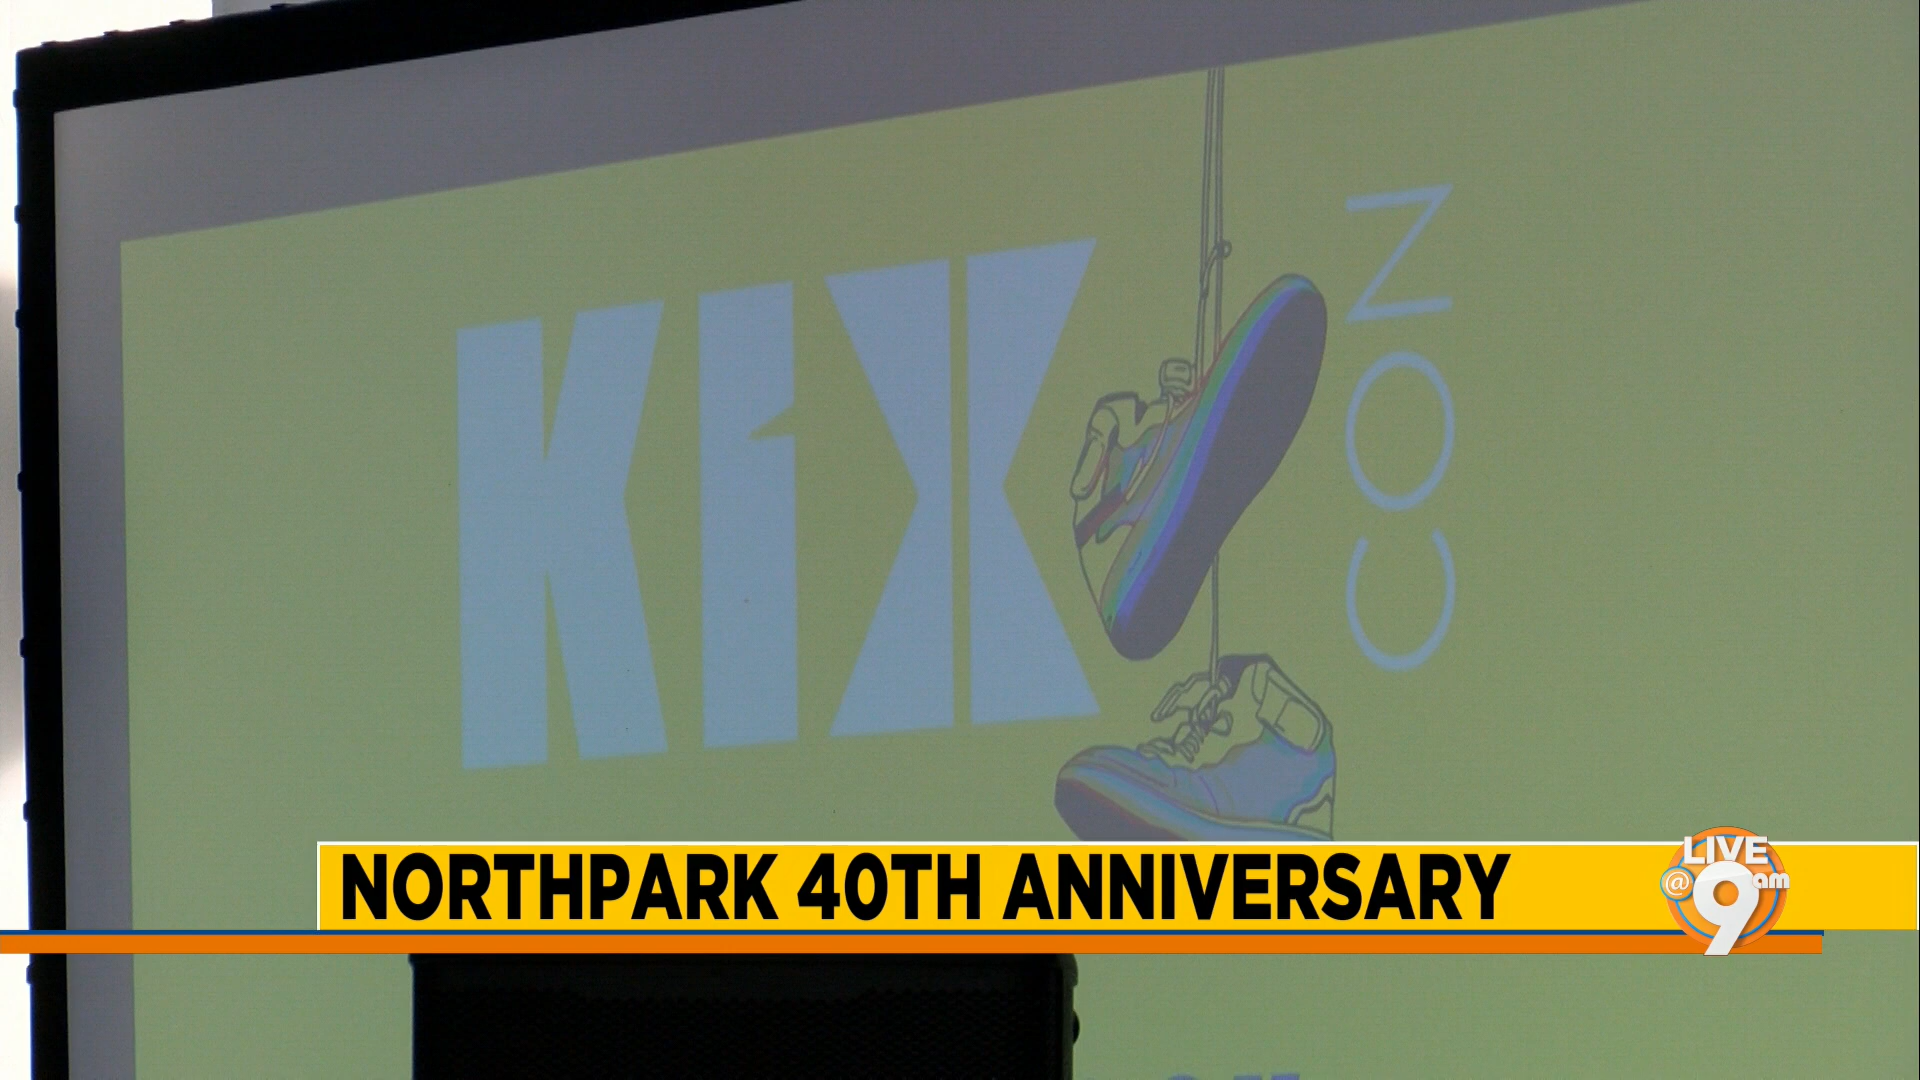 KIX
CON
NORTHPARK 40TH ANNIVERSARY
LIVE
@ 9 am